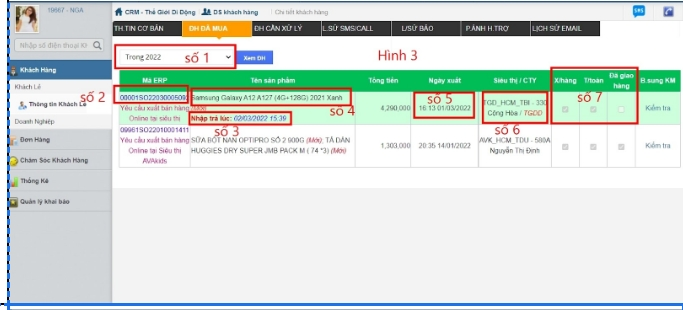 19667 - NGA
CRM - Thế Giới Di Động DS khách hàng Chi tiết khách hàng
SMS
TH.TIN CƠ BẢN ĐH ĐÃ MUA ĐH CẦN XỬ LÝ L.SỬ SMS/CALL L/SỬ BẢO P.ÁNH H.TRỢ LỊCH SỬ EMAIL
Nhập số điện thoại KH
Trong 2022 số 1 Xem ĐH Hình 3
Khách Hàng
Khách Lẻ
Thông tin Khách Lẻ
Doanh Nghiệp
Đơn Hàng
Chăm Sóc Khách Hàng
Thống Kê
Quản lý khai báo
Mã ERP Tên sản phẩm Tổng tiền Ngày xuất Siêu thị / CTY X/hàng T/toán Đã giao hàng B.sung KM
số 2
Samsung Galaxy A12 A127 (4G+128G) 2021 Xanh
số 4
số 5
số 7
4,290,000 16:13 01/03/2022 TGD_HCM_TBI - 330 Cộng Hòa / TGDD Kiểm tra
Yêu cầu xuất bán hàng Online tại siêu thị
Nhập trả lúc: 02/03/2022 15:39
số 3
số 6
09961SO22010001411
Yêu cầu xuất bán hàng Online tại Siêu thị AVAkids
SỮA BỘT NAN OPTIPRO SỐ 2 900G (Mới), TÃ DÁN HUGGIES DRY SUPER JMB PACK M ( 74 *3) (Mới)
1,303,000 20:35 14/01/2022 AVK_HCM_TDU - 580A Nguyễn Thị Định Kiểm tra